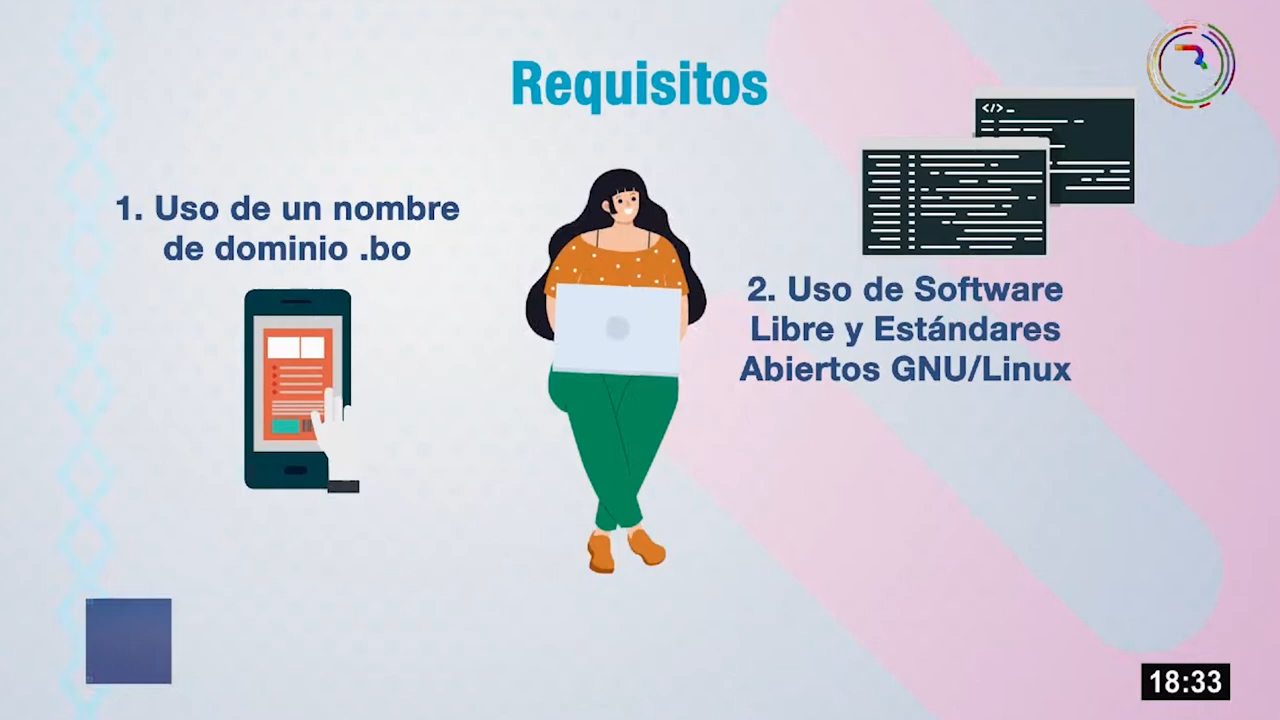 Requisitos
1. Uso de un nombre
de dominio .bo
</>_
2. Uso de Software
Libre y Estándares
Abiertos GNU/Linux
18:33